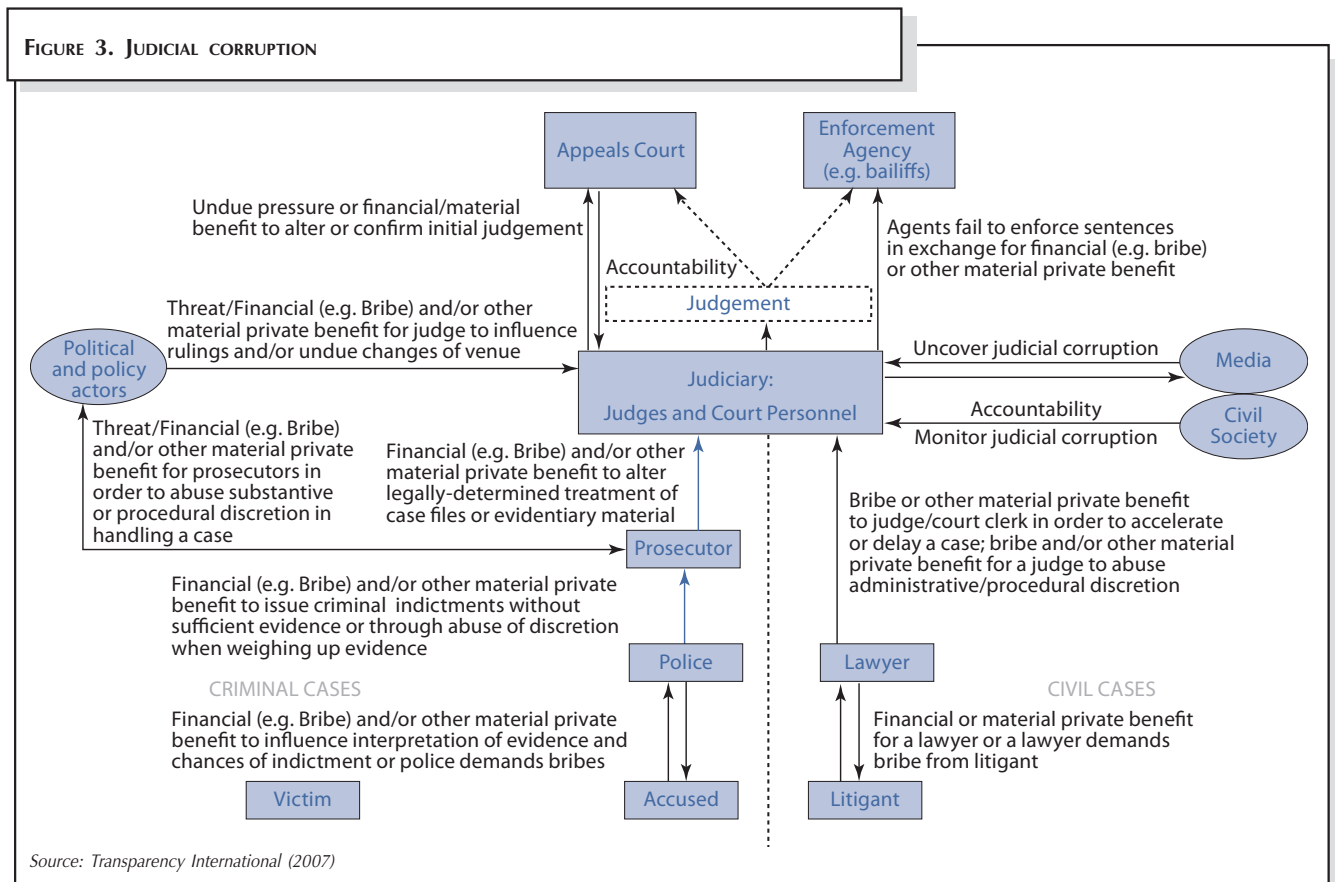 FIGURE 3. JUDICIAL CORRUPTION
Appeals Court
Enforcement
Agency
(e.g. bailiffs)
Undue pressure or financial/material
benefit to alter or confirm initial judgement
Agents fail to enforce sentences
in exchange for financial (e.g. bribe)
or other material private benefit
Accountability
Judgement
Threat/Financial (e.g. Bribe) and/or other
material private benefit for judge to influence
rulings and/or undue changes of venue
Political
and policy
actors
Judiciary:
Judges and Court Personnel
Uncover judicial corruption
Media
Accountability
Monitor judicial corruption
Civil
Society
Threat/Financial (e.g. Bribe)
and/or other material private
benefit for prosecutors in
order to abuse substantive
or procedural discretion in
handling a case
Financial (e.g. Bribe) and/or other
material private benefit to alter
legally-determined treatment of
case files or evidentiary material
Prosecutor
Bribe or other material private benefit
to judge/court clerk in order to accelerate
or delay a case; bribe and/or other material
private benefit for a judge to abuse
administrative/procedural discretion
Financial (e.g. Bribe) and/or other material private
benefit to issue criminal indictments without
sufficient evidence or through abuse of discretion
when weighing up evidence
Police
Lawyer
CRIMINAL CASES
CIVIL CASES
Financial (e.g. Bribe) and/or other material private
benefit to influence interpretation of evidence and
chances of indictment or police demands bribes
Financial or material private benefit
for a lawyer or a lawyer demands
bribe from litigant
Victim
Accused
Litigant
Source: Transparency International (2007)